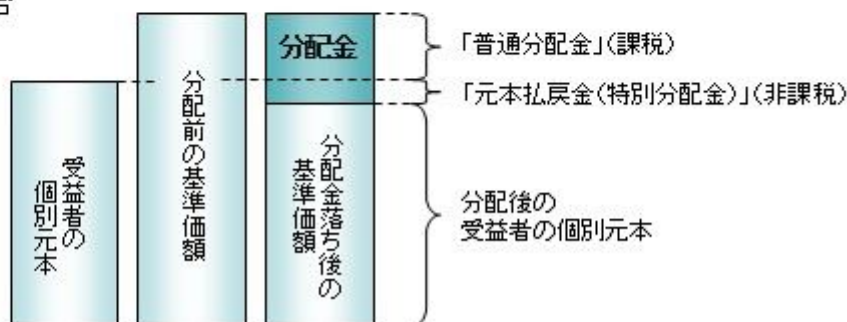 受益者の
個別元本
分配前の基準価額
分配金
分配金落ち後の
基準価額
「普通分配金」(課税)
「元本払戻金(特別分配金)」(非課税)
分配後の
受益者の個別元本